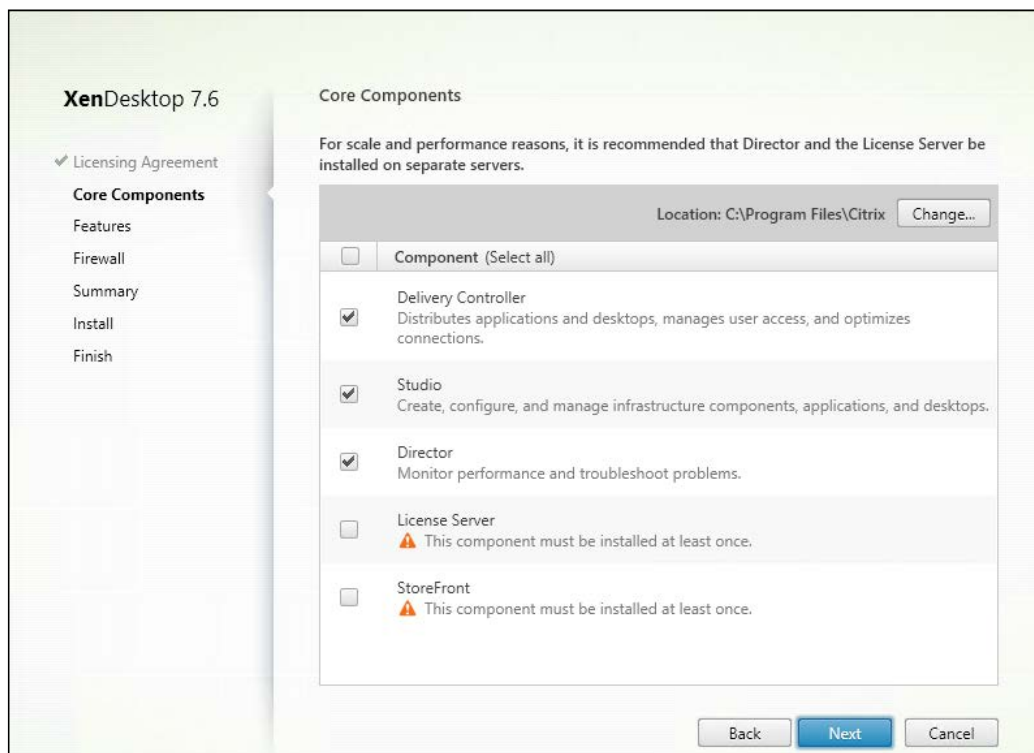 XenDesktop 7.6
Licensing Agreement
Core Components
Features
Firewall
Summary
Install
Finish
Core Components
For scale and performance reasons, it is recommended that Director and the License Server be
installed on separate servers.
Location: C:\Program Files\Citrix Change...
Component (Select all)
Delivery Controller
Distributes applications and desktops, manages user access, and optimizes
connections.
Studio
Create, configure, and manage infrastructure components, applications, and desktops.
Director
Monitor performance and troubleshoot problems.
License Server
This component must be installed at least once.
StoreFront
This component must be installed at least once.
Back Next Cancel